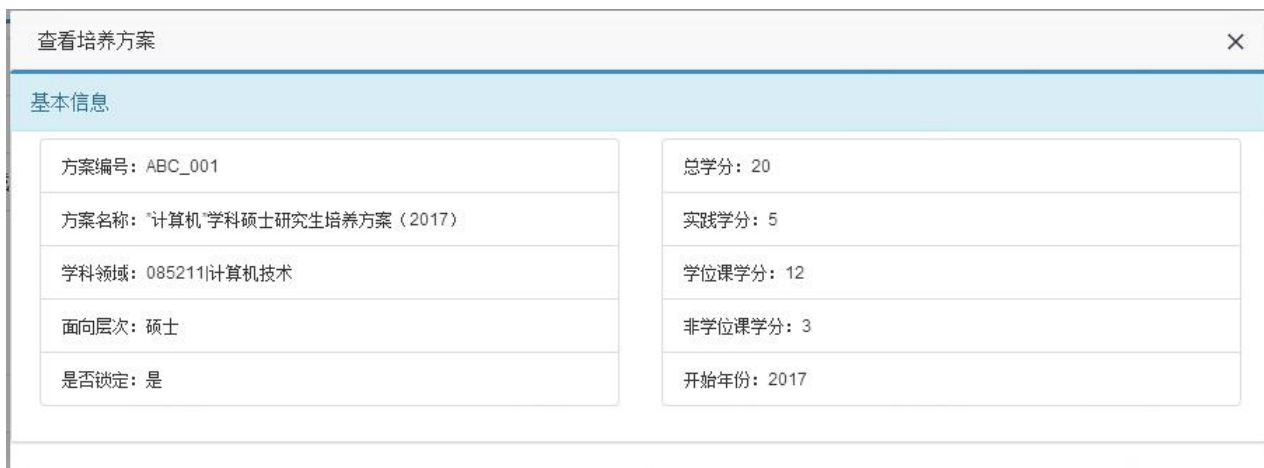 查看培养方案
基本信息
方案编号：ABC_001
方案名称："计算机"学科硕士研究生培养方案（2017）
学科领域：085211|计算机技术
面向层次：硕士
是否锁定：是
总学分：20
实践学分：5
学位课学分：12
非学位课学分：3
开始年份：2017